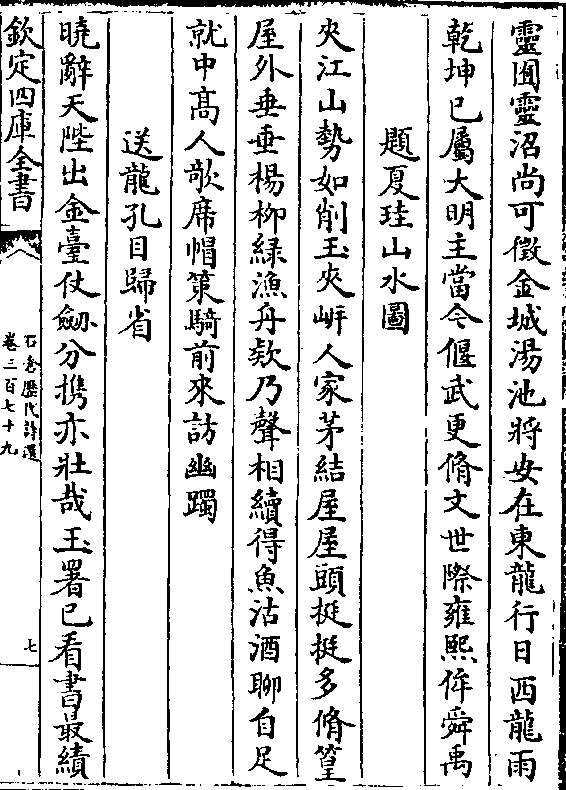 靈囿靈沼尚可徵金城湯池將安在東龍行日西龍雨
乾坤已屬大明主當今偃武更脩文世際雍熙侔舜禹
題夏珪山水圖
夾江山勢如削玉夾㟁人家茅結屋屋頭挺挺多脩篁
屋外垂垂楊柳綠漁舟欸乃聲相續得魚沽酒聊自足
就中髙人欹席帽策騎前來訪幽躅
送龍孔目歸省
曉辭天陛出金臺仗劒分擕亦壯哉玉署已看書最績
欽定四庫全書
石倉歷代詩選
卷三百七十九
七